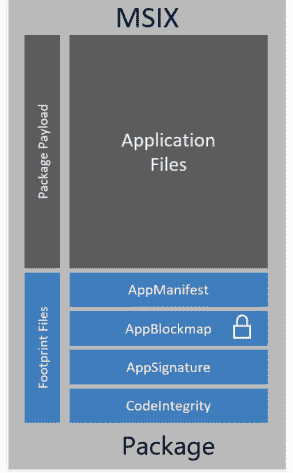 MSIX
Package Payload
Application
Files
Footprint Files
AppManifest
AppBlockmap
AppSignature
CodeIntegrity
Package